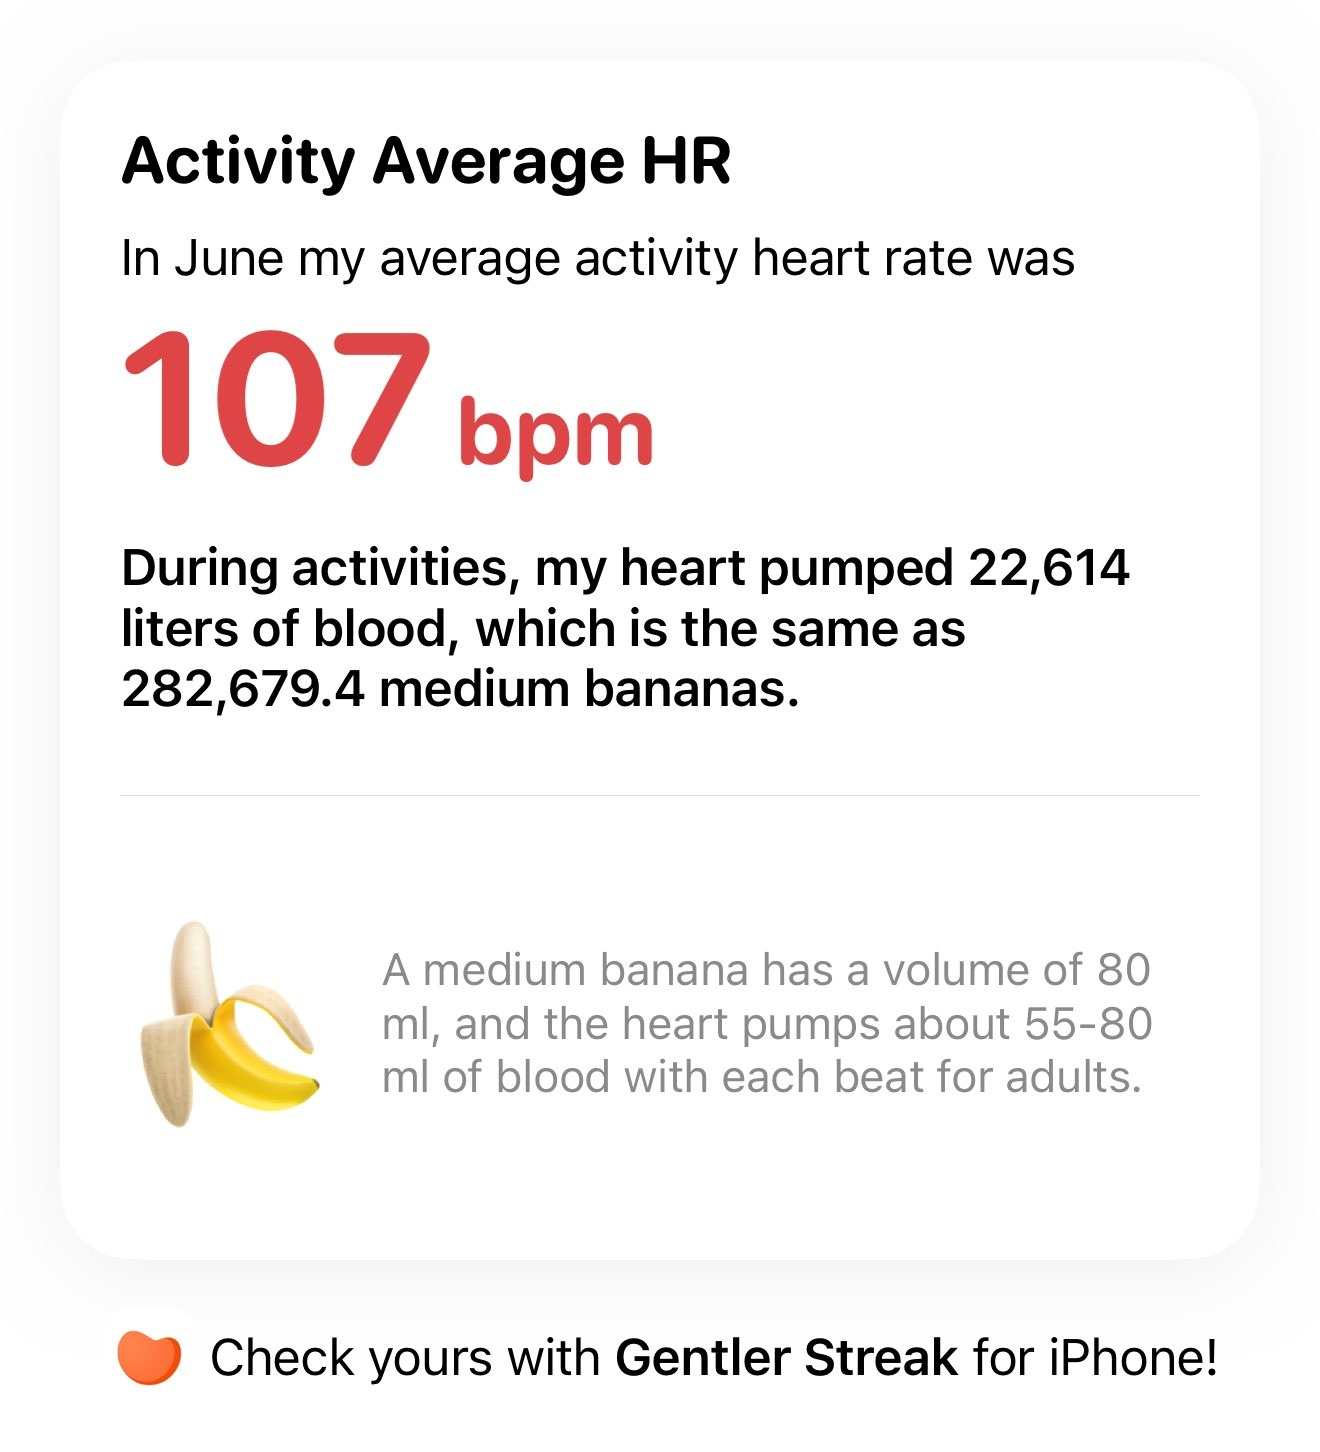 Activity Average HR
In June my average activity heart rate was
107 bpm
During activities, my heart pumped 22,614
liters of blood, which is the same as
282,679.4 medium bananas.
A medium banana has a volume of 80
ml, and the heart pumps about 55-80
ml of blood with each beat for adults.
Check yours with Gentler Streak for iPhone!